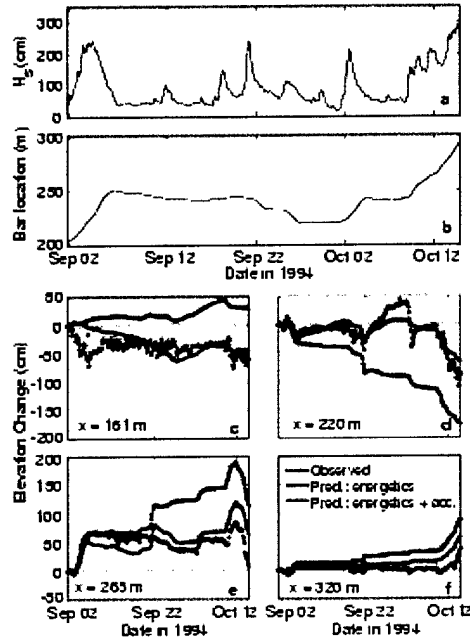 300
200
100
0
H_s (cm)
a
300
250
200
Bar location (m)
b
Sep 02 Sep 12 Sep 22 Oct 02 Oct 12
Date in 1994
50
0
-50
-100
-150
-200
Elevation Change (cm)
c
x = 161 m
d
x = 220 m
200
150
100
50
0
-50
e
x = 265 m
Observed
Pred.: energetics
Pred.: energetics + acc.
f
x = 320 m
Sep 02 Sep 22 Oct 12 Sep 02 Sep 22 Oct 12
Date in 1994 Date in 1994